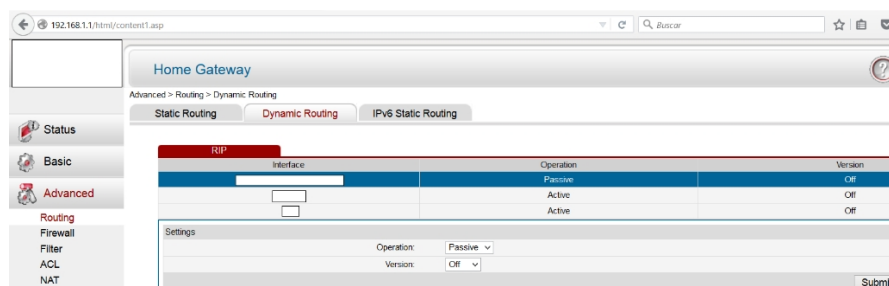 192.168.1.1/html/content1.asp
Buscar
Home Gateway
Advanced > Routing > Dynamic Routing
Static Routing Dynamic Routing IPv6 Static Routing
Status
Basic
Advanced
Routing
Firewall
Filter
ACL
NAT
RIP
Interface Operation Version
Passive Off
Active Off
Active Off
Settings
Operation: Passive
Version: Off